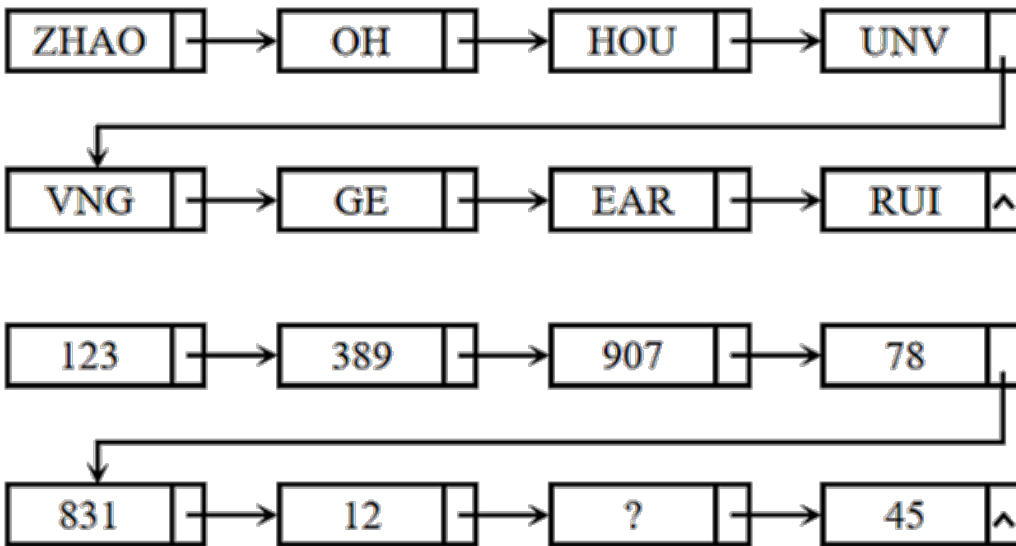 ZHAO OH HOU UNV
VNG GE EAR RUI ^
123 389 907 78
831 12 ? 45 ^